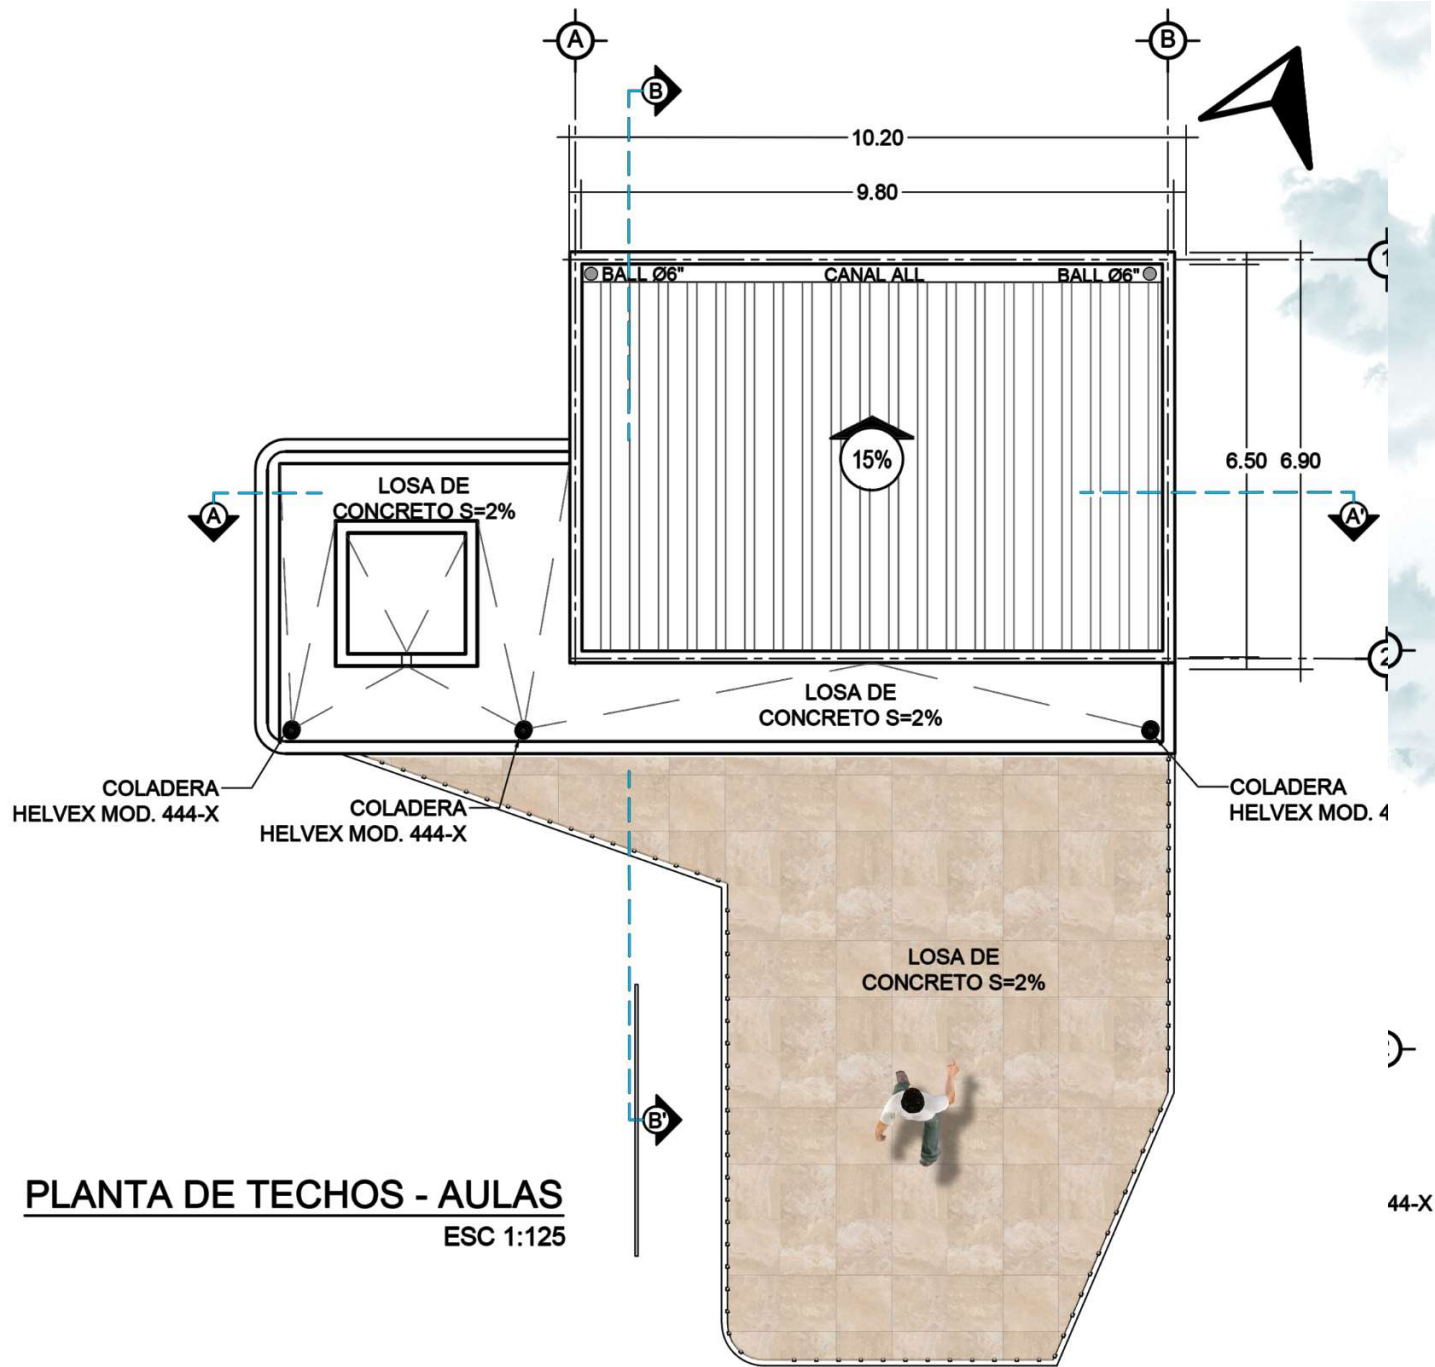 A
B
B
10.20
9.80
1
BALL Ø6"
CANAL ALL
BALL Ø6"
15%
6.50
6.90
LOSA DE
CONCRETO S=2%
A
A'
2
LOSA DE
CONCRETO S=2%
COLADERA
HELVEX MOD. 444-X
COLADERA
HELVEX MOD. 444-X
COLADERA
HELVEX MOD. 4
LOSA DE
CONCRETO S=2%
B'
PLANTA DE TECHOS - AULAS
ESC 1:125
44-X